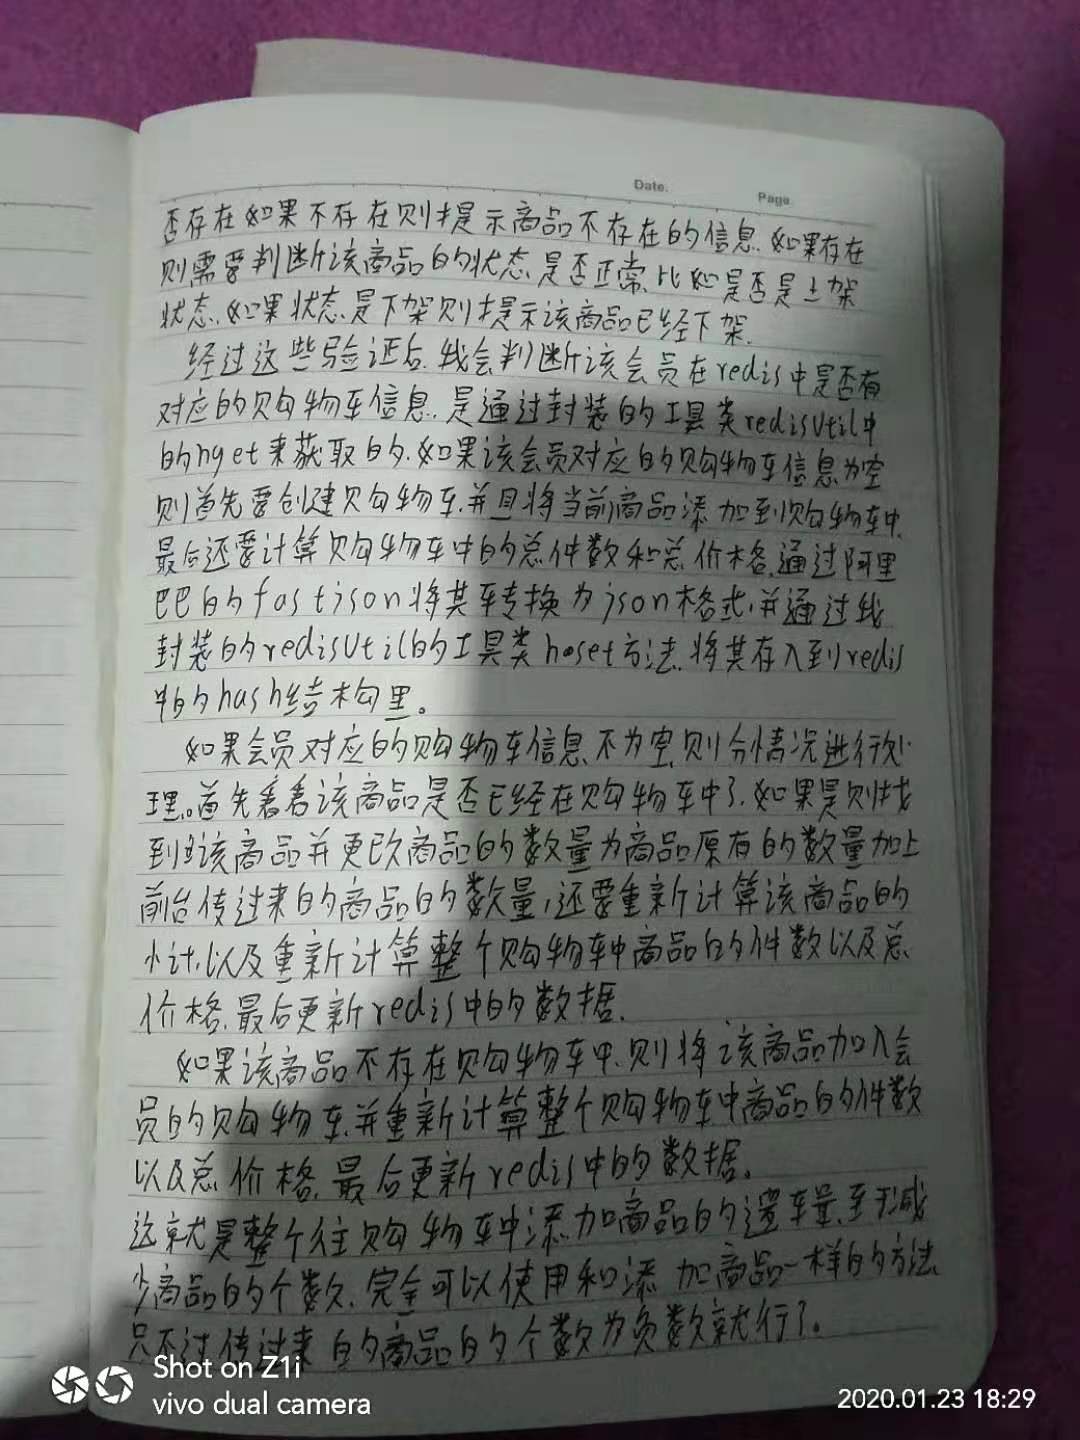 Date.
Page.
否存在如果不存在则提示商品不存在的信息.如果存在
则需要判断该商品的状态是否正常,比如是否是上架
状态.如果状态是下架则提示该商品已经下架.
经过这些验证后.我会判断该会员在redis中是否有
对应的购物车信息.是通过封装的工具类redisUtil中
的hget来获取的.如果该会员对应的购物车信息为空
则首先要创建购物车.并且将当前商品添加到购物车中.
最后还要计算购物车中的总件数和总价格.通过阿里
巴巴的fastjson将其转换为json格式,并通过我
封装的redisUtil的工具类hset方法.将其存入到redis
中的hash结构里。
如果会员对应的购物车信息不为空.则分情况进行处
理。首先看看该商品是否已经在购物车中了.如果是则找
到该商品并更改商品的数量为商品原有的数量加上
前台传过来的商品的数量,还要重新计算该商品的
小计,以及重新计算整个购物车中商品的件数以及总
价格.最后更新redis中的数据.
如果该商品不存在购物车中.则将该商品加入会
员的购物车.并重新计算整个购物车中商品的件数
以及总价格.最后更新redis中的数据。
这就是整个往购物车中添加商品的逻辑.至于减
少商品的个数.完全可以使用和添加商品一样的方法.
只不过传过来的商品的个数为负数就行了。
Shot on Z1i
vivo dual camera
2020.01.23 18:29